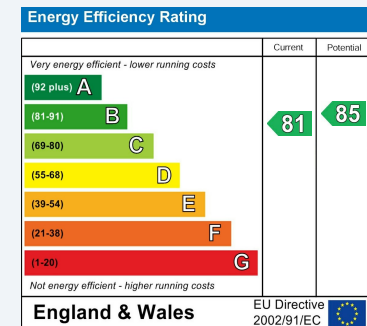 Energy Efficiency Rating
Current Potential
Very energy efficient - lower running costs
(92 plus) A
(81-91) B
81 85
(69-80) C
(55-68) D
(39-54) E
(21-38) F
(1-20) G
Not energy efficient - higher running costs
England & Wales
EU Directive
2002/91/EC